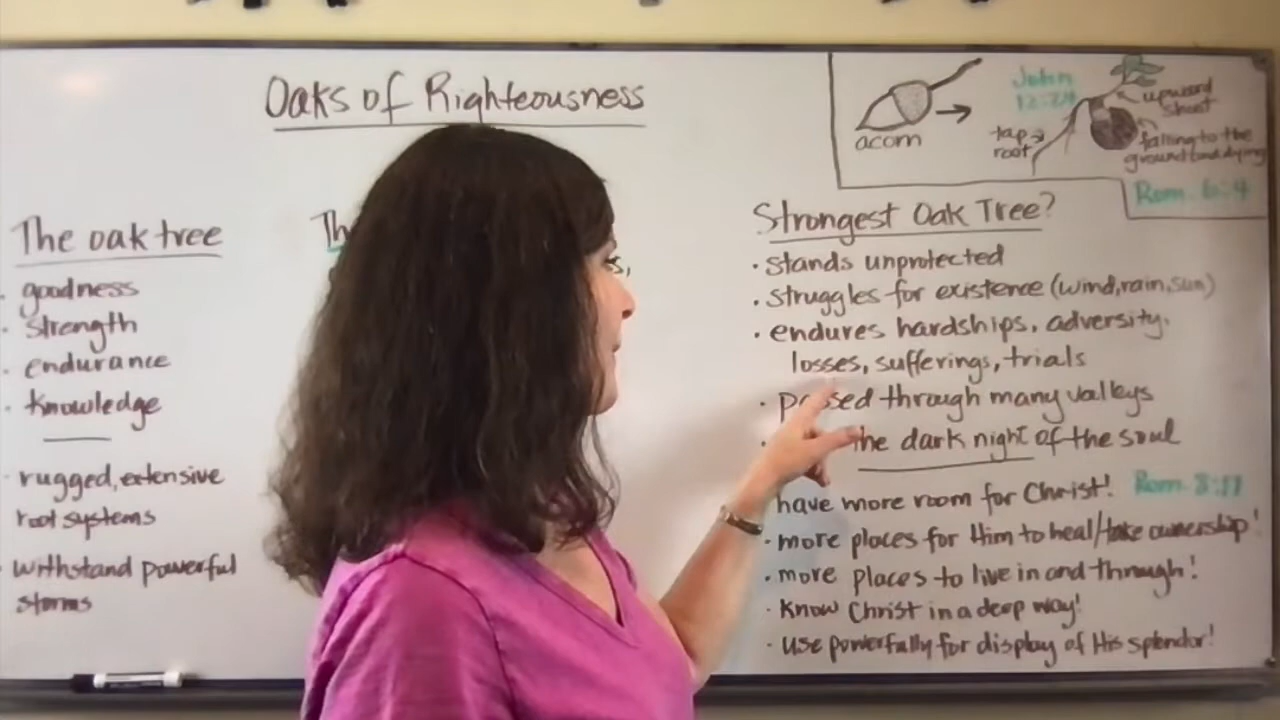 Oaks of Righteousness
The oak tree
• goodness
• strength
• endurance
• knowledge
• rugged, extensive
root systems
• withstand powerful
storms
Th
s,
acorn
John
12:24
tap
root
upward
shoot
falling to the
ground and dying
Rom. 6:4
Strongest Oak Tree?
• stands unprotected
• struggles for existence (wind, rain, sun)
• endures hardships, adversity,
losses, sufferings, trials
• passed through many valleys
• the dark night of the soul
have more room for Christ! Rom. 8:11
• more places for Him to heal/take ownership!
• more places to live in and through!
• know Christ in a deep way!
• use powerfully for display of His splendor!